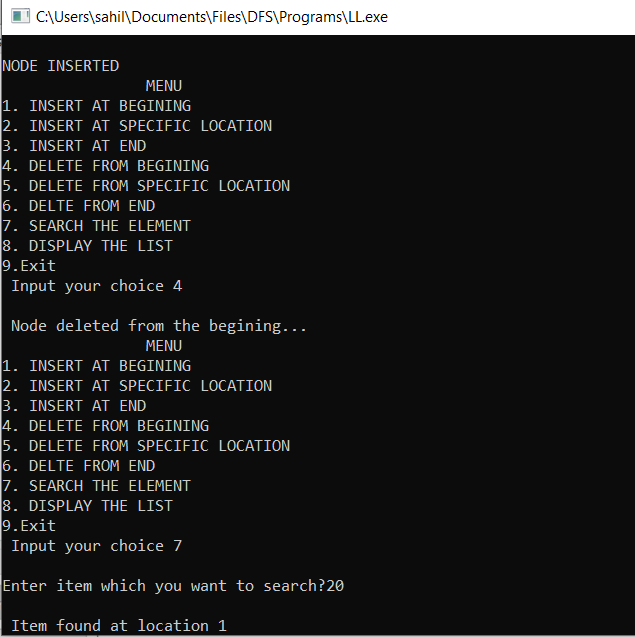 C:\Users\sahil\Documents\Files\DFS\Programs\LL.exe
NODE INSERTED
MENU
1. INSERT AT BEGINING
2. INSERT AT SPECIFIC LOCATION
3. INSERT AT END
4. DELETE FROM BEGINING
5. DELETE FROM SPECIFIC LOCATION
6. DELTE FROM END
7. SEARCH THE ELEMENT
8. DISPLAY THE LIST
9.Exit
Input your choice 4
Node deleted from the begining...
MENU
1. INSERT AT BEGINING
2. INSERT AT SPECIFIC LOCATION
3. INSERT AT END
4. DELETE FROM BEGINING
5. DELETE FROM SPECIFIC LOCATION
6. DELTE FROM END
7. SEARCH THE ELEMENT
8. DISPLAY THE LIST
9.Exit
Input your choice 7
Enter item which you want to search?20
Item found at location 1